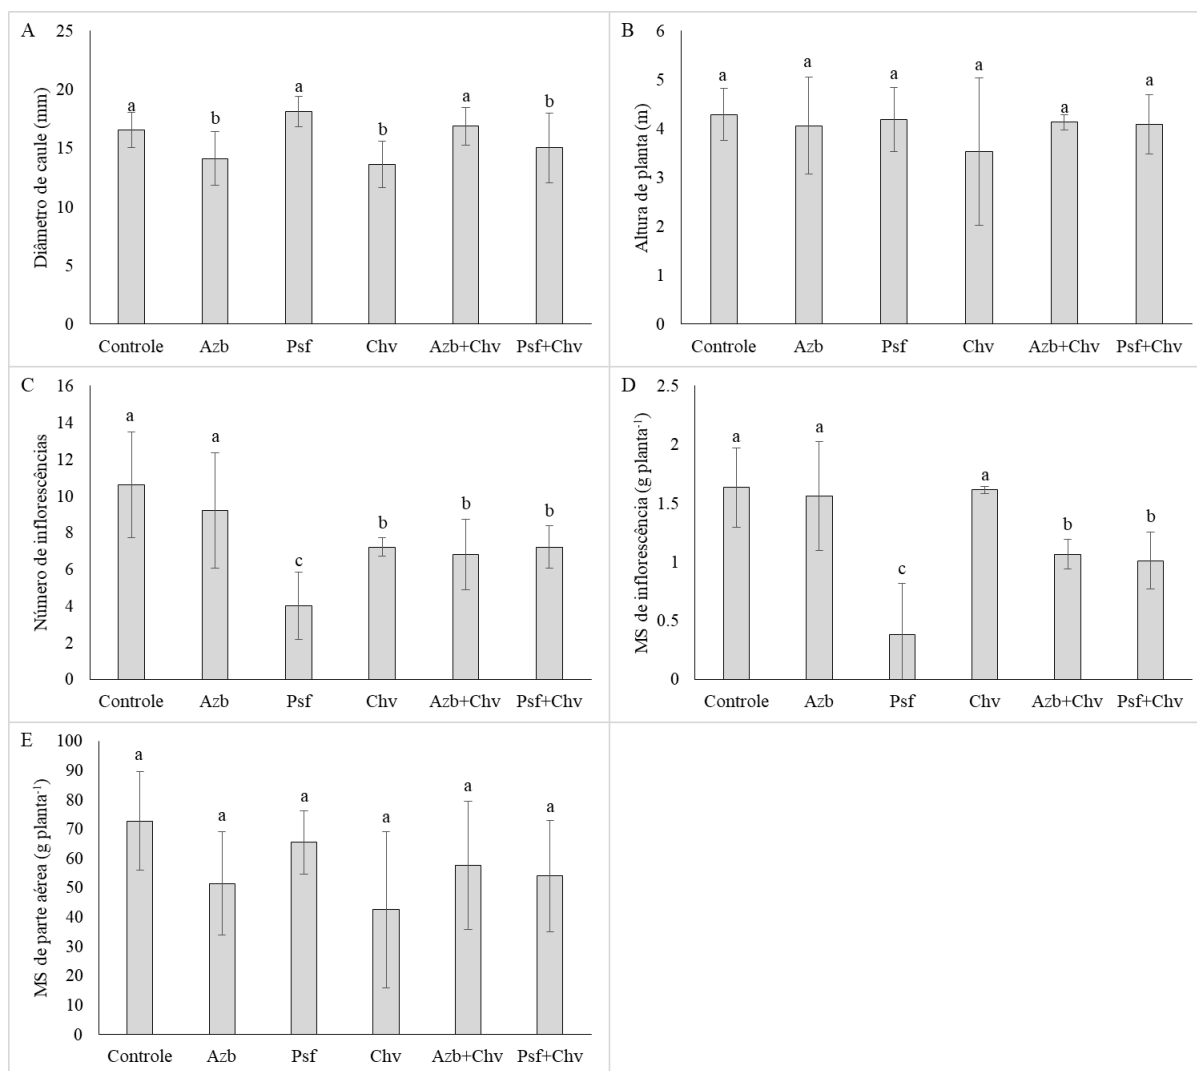 A
Diâmetro de caule (mm)
25
20
15
10
5
0
a
b
a
b
a
b
Controle Azb Psf Chv Azb+Chv Psf+Chv
B
Altura de planta (m)
6
5
4
3
2
1
0
a
a
a
a
a
a
Controle Azb Psf Chv Azb+Chv Psf+Chv
C
Número de inflorescências
16
14
12
10
8
6
4
2
0
a
a
c
b
b
b
Controle Azb Psf Chv Azb+Chv Psf+Chv
D
MS de inflorescência (g planta⁻¹)
2.5
2
1.5
1
0.5
0
a
a
c
a
b
b
Controle Azb Psf Chv Azb+Chv Psf+Chv
E
MS de parte aérea (g planta⁻¹)
100
90
80
70
60
50
40
30
20
10
0
a
a
a
a
a
a
Controle Azb Psf Chv Azb+Chv Psf+Chv